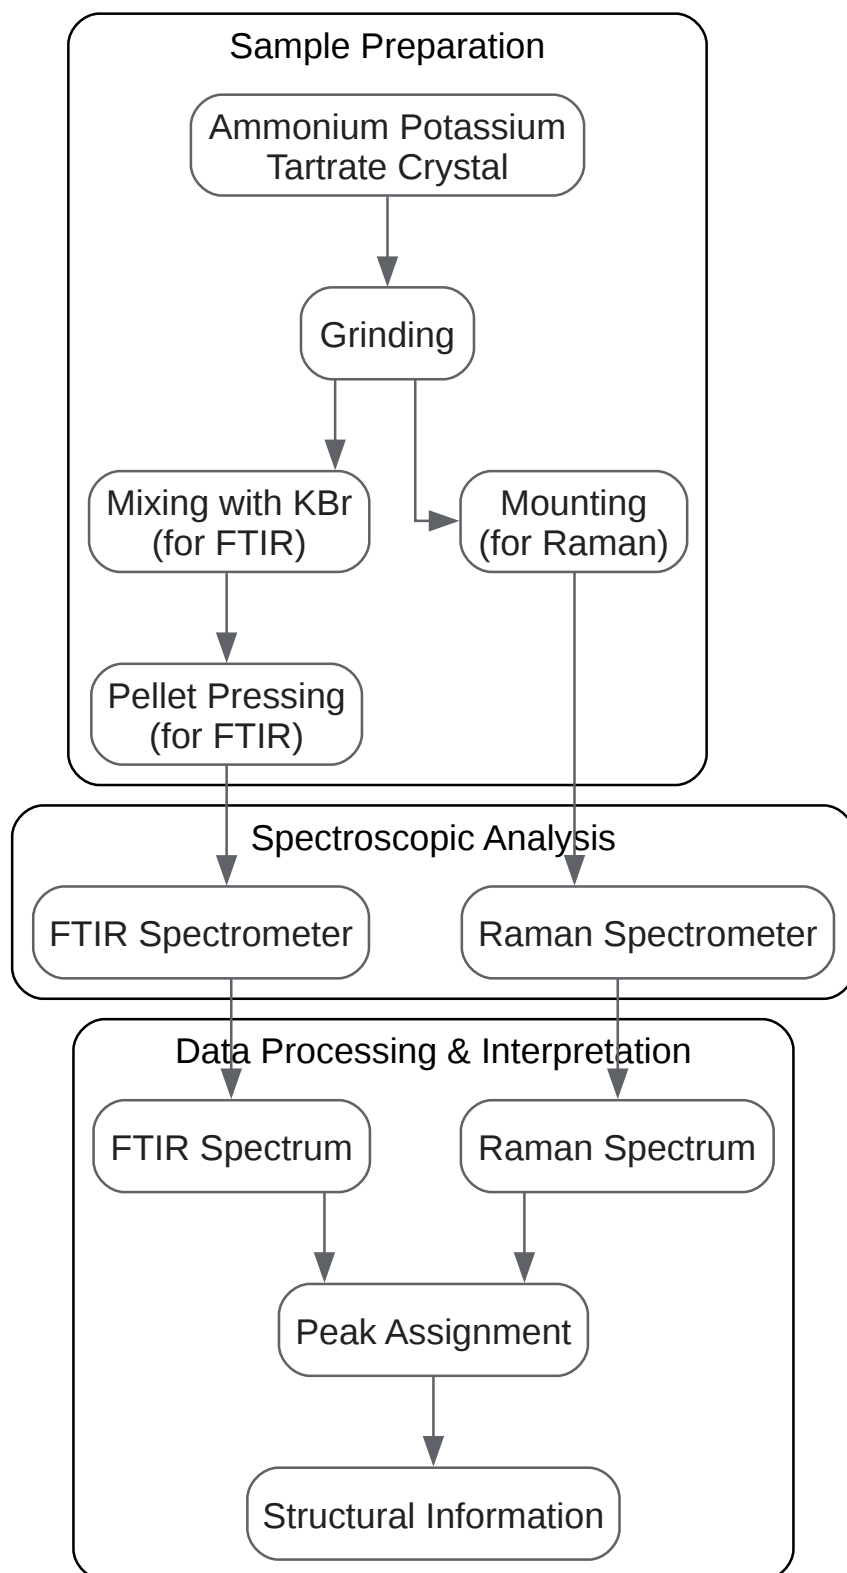 Sample Preparation
Ammonium Potassium
Tartrate Crystal
Grinding
Mixing with KBr
(for FTIR)
Mounting
(for Raman)
Pellet Pressing
(for FTIR)
Spectroscopic Analysis
FTIR Spectrometer
Raman Spectrometer
Data Processing & Interpretation
FTIR Spectrum
Raman Spectrum
Peak Assignment
Structural Information